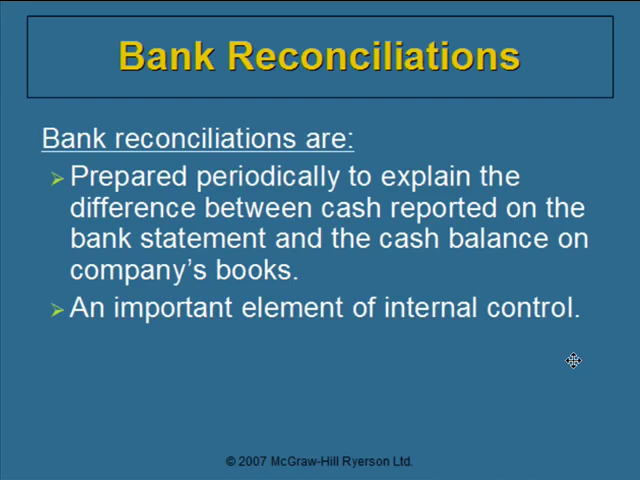 Bank Reconciliations
Bank reconciliations are:
Prepared periodically to explain the
difference between cash reported on the
bank statement and the cash balance on
company’s books.
An important element of internal control.
© 2007 McGraw-Hill Ryerson Ltd.